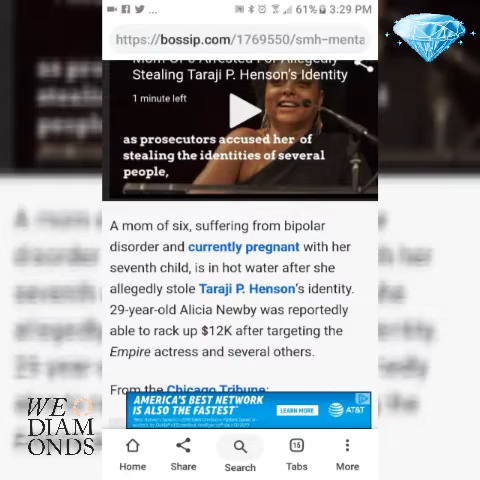 61% 3:29 PM
https://bossip.com/1769550/smh-menta
Stealing Taraji P. Henson's Identity
1 minute left
as prosecutors accused her of
stealing the identities of several
people,
A mom of six, suffering from bipolar
disorder and currently pregnant with her
seventh child, is in hot water after she
allegedly stole Taraji P. Henson's identity.
29-year-old Alicia Newby was reportedly
able to rack up $12K after targeting the
Empire actress and several others.
From the Chicago Tribune:
AMERICA'S BEST NETWORK
IS ALSO THE FASTEST
LEARN MORE
AT&T
WE
DIAM
ONDS
15
Home Share Search Tabs More